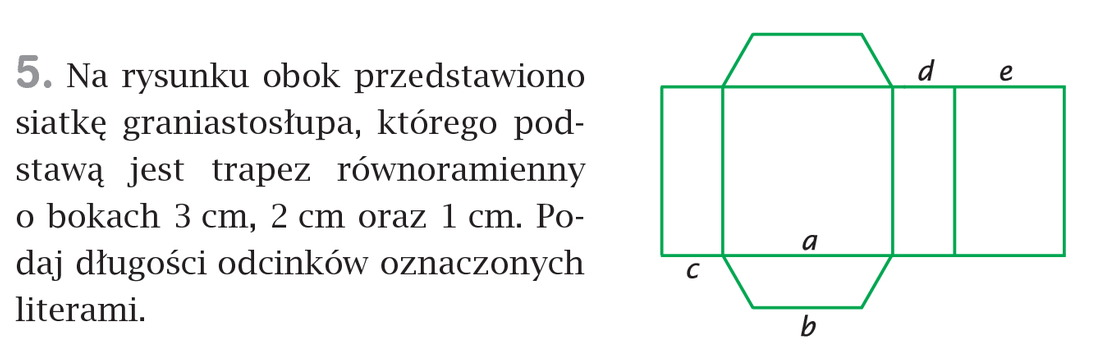 5. Na rysunku obok przedstawiono
siatkę graniastosłupa, którego pod-
stawą jest trapez równoramienny
o bokach 3 cm, 2 cm oraz 1 cm. Po-
daj długości odcinków oznaczonych
literami.
d e
a
c
b